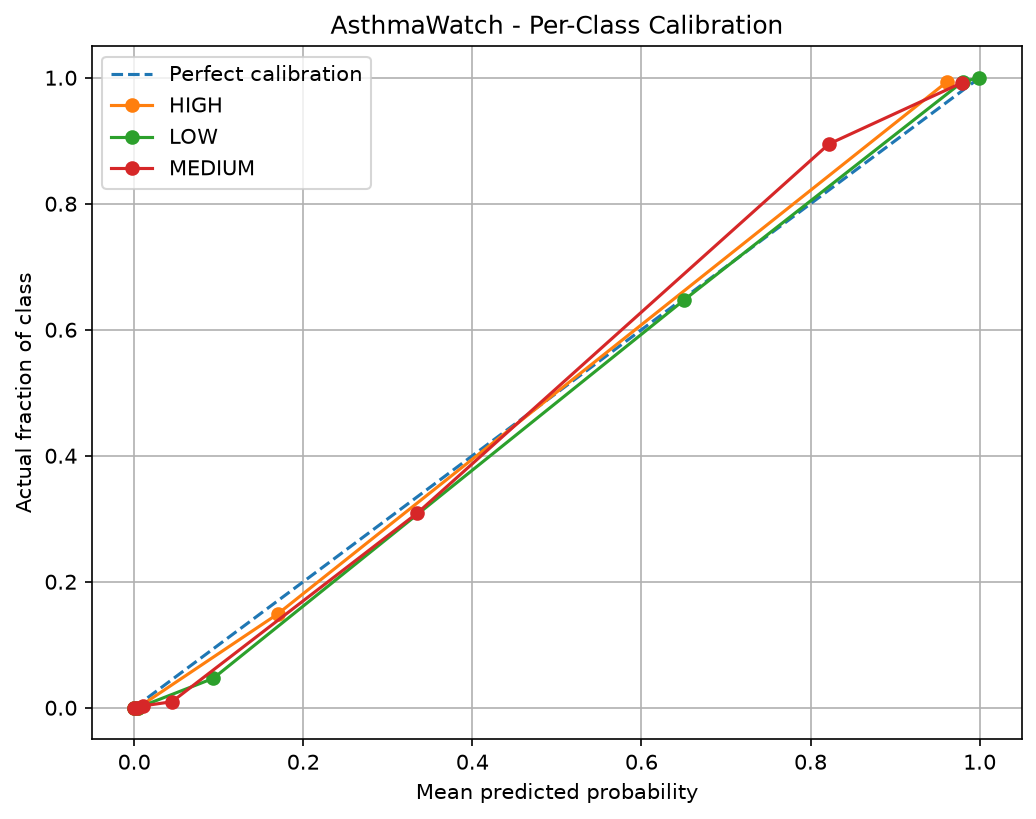 AsthmaWatch - Per-Class Calibration
Perfect calibration
HIGH
LOW
MEDIUM
1.0
0.8
0.6
0.4
0.2
0.0
Actual fraction of class
0.0 0.2 0.4 0.6 0.8 1.0
Mean predicted probability